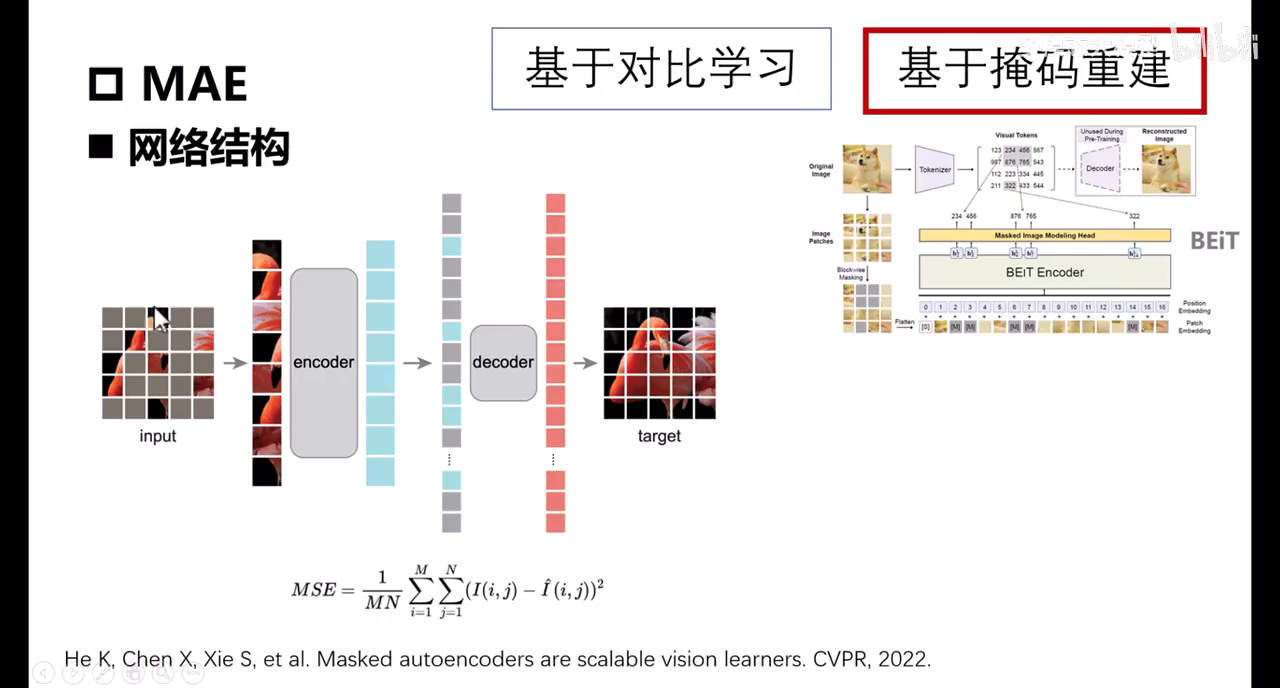 基于对比学习
基于掩码重建
bilibili
MAE
网络结构
input
encoder
decoder
target
Original Image
Tokenizer
Visual Tokens
123 234 456 567
987 876 765 543
112 223 334 445
211 322 433 544
Unused During Pre-Training
Decoder
Reconstructed Image
Image Patches
234 456 876 765 322
Masked Image Modeling Head
BEiT
BEiT Encoder
Blockwise Masking
Flatten
0 1 2 3 4 5 6 7 8 9 10 11 12 13 14 15 16
Position Embedding
[S] [M] [M] [M] [M] [M]
Patch Embedding
MSE = 1/MN ∑ i=1 M ∑ j=1 N (I(i,j) − Î(i,j))²
He K, Chen X, Xie S, et al. Masked autoencoders are scalable vision learners. CVPR, 2022.